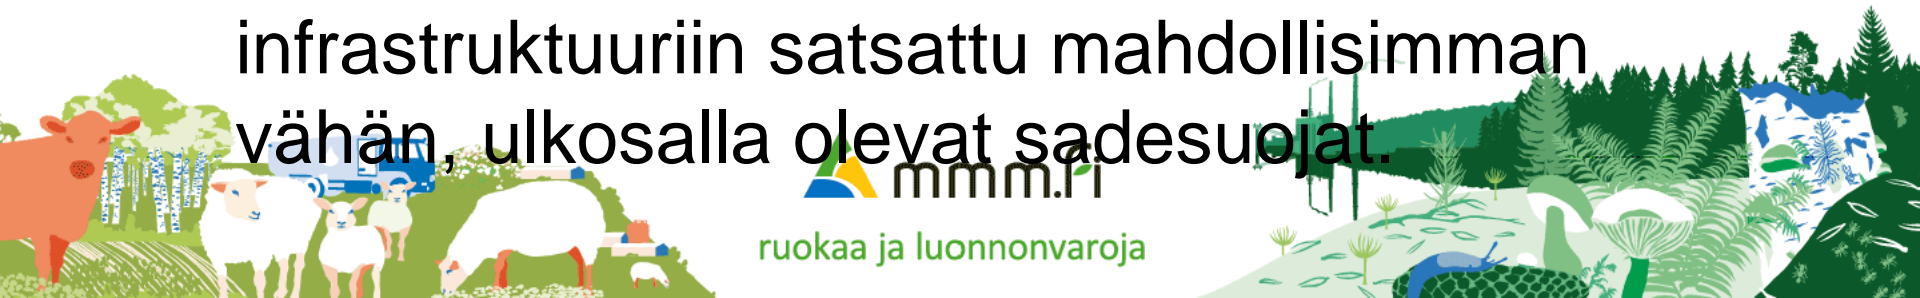 infrastruktuuriin satsattu mahdollisimman
vähän, ulkosalla olevat sadesuojat.
mmm.fi
ruokaa ja luonnonvaroja